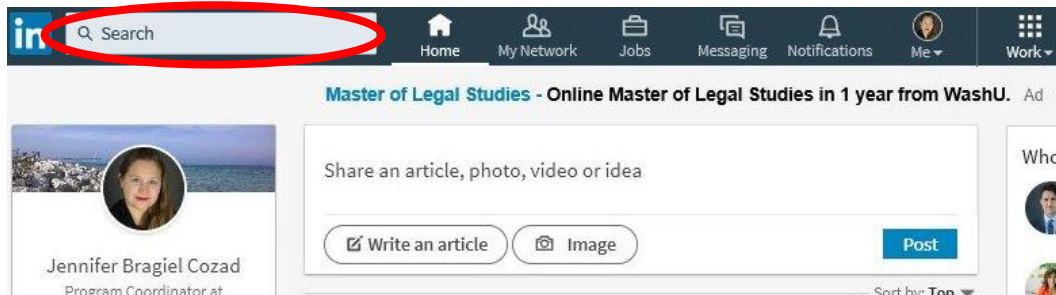 in
Search
Home
My Network
Jobs
Messaging
Notifications
Me
Work
Master of Legal Studies - Online Master of Legal Studies in 1 year from WashU. Ad
Share an article, photo, video or idea
Write an article
Image
Post
Jennifer Bragiel Cozad
Program Coordinator at
Sort by: Top